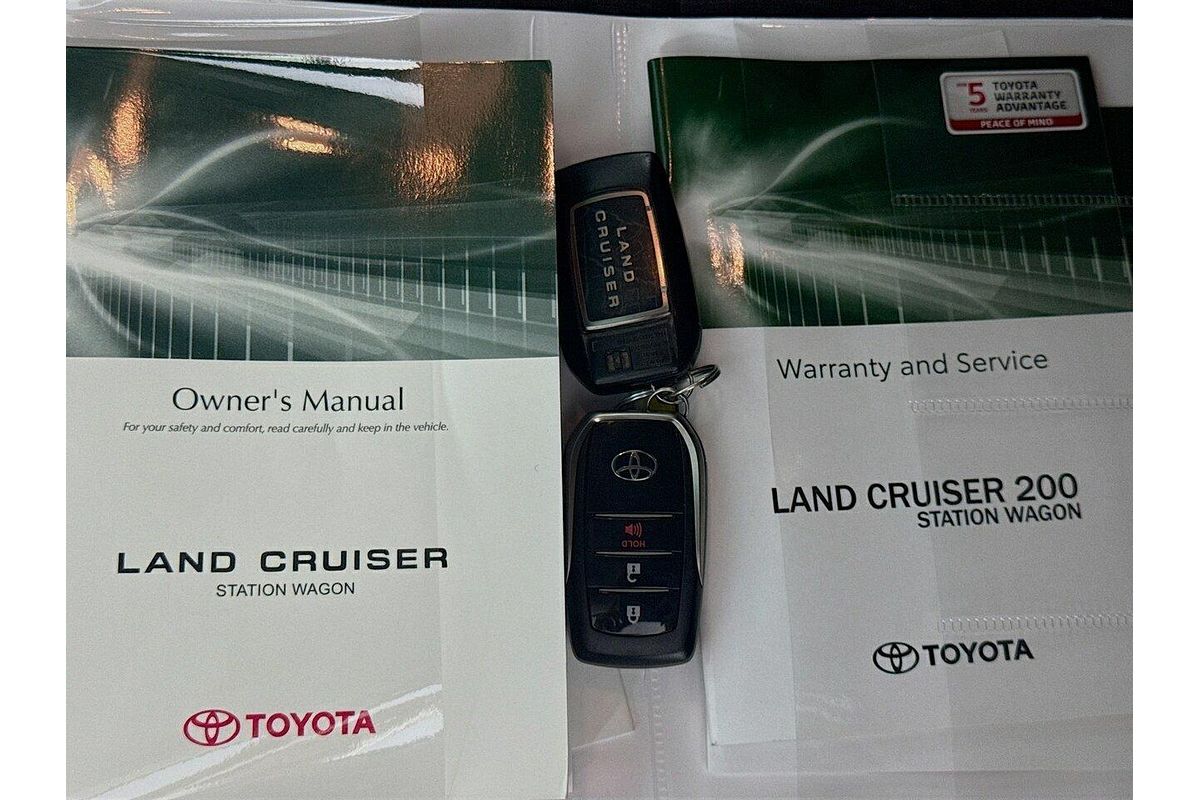 Owner's Manual
For your safety and comfort, read carefully and keep in the vehicle.
LAND CRUISER
STATION WAGON
TOYOTA
LAND
CRUISER
HOLD
5
YEARS
TOYOTA
WARRANTY
ADVANTAGE
PEACE OF MIND
Warranty and Service
LAND CRUISER 200
STATION WAGON
TOYOTA